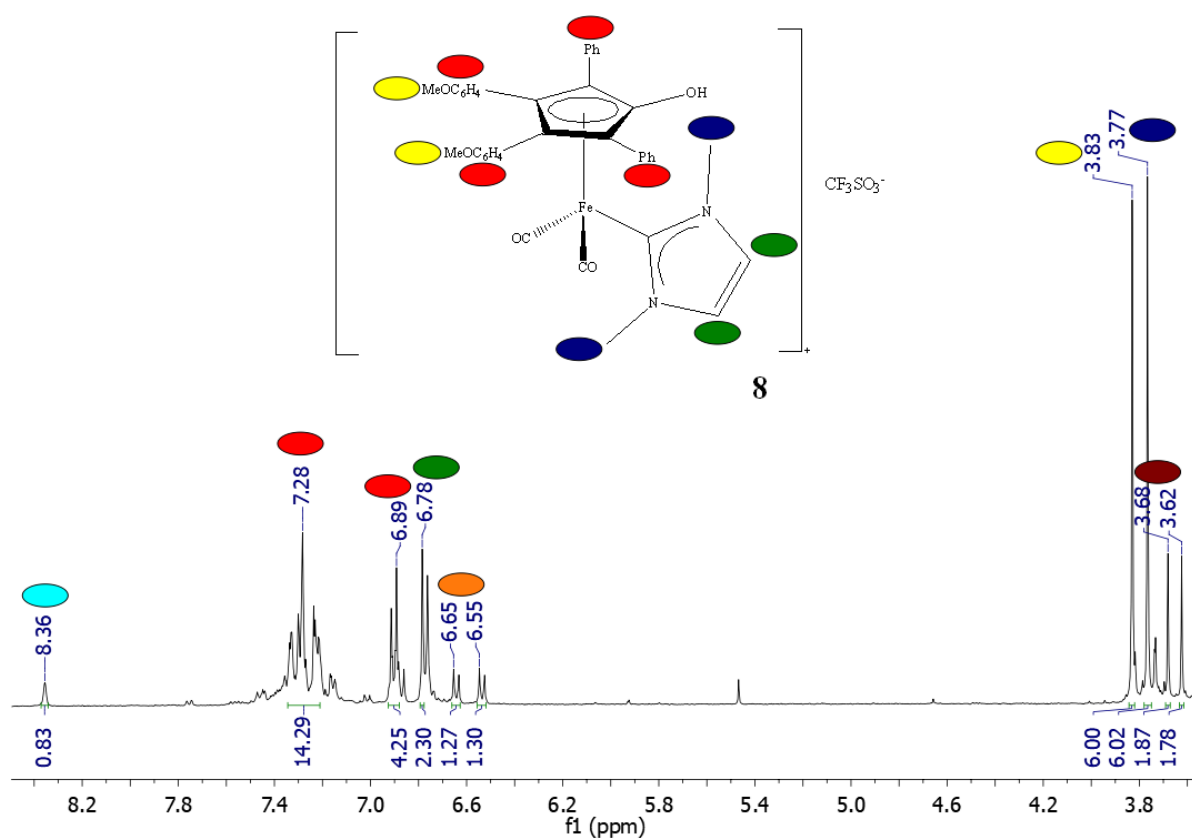 Ph
MeOC6H4
OH
MeOC6H4
Ph
Fe
N
OC
CO
N
CF3SO3-
+
8
8.36
7.28
6.89
6.78
6.65
6.55
3.83
3.77
3.68
3.62
0.83
14.29
4.25
2.30
1.27
1.30
6.00
6.02
1.87
1.78
8.2 7.8 7.4 7.0 6.6 6.2 5.8 5.4 5.0 4.6 4.2 3.8
f1 (ppm)